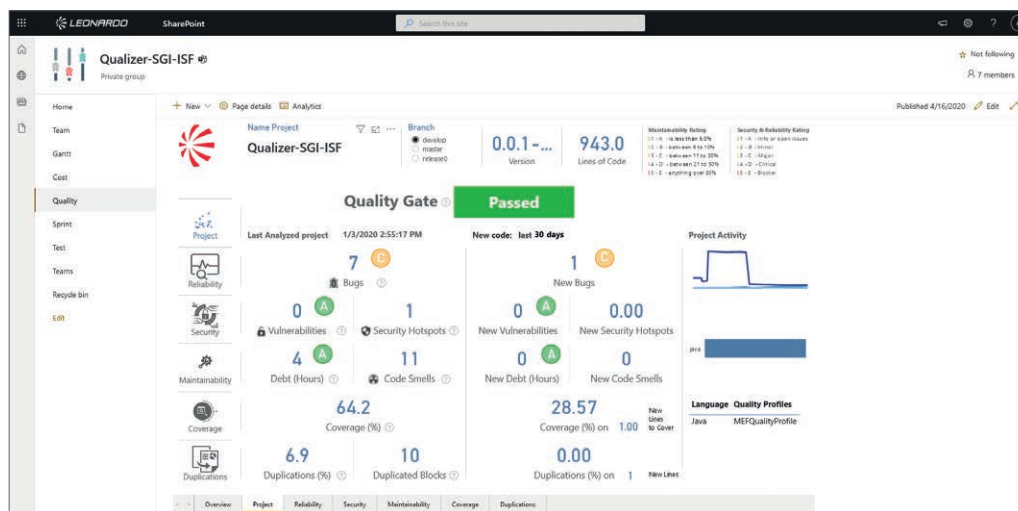 LEONARDO SharePoint Search this site ?
Qualizer-SGI-ISF
Private group
Not following
7 members
Home
Team
Gantt
Cost
Quality
Sprint
Test
Teams
Recycle bin
Edit
+ New Page details Analytics
Published 4/16/2020 Edit
Name Project
Qualizer-SGI-ISF
Branch
develop
master
release0
0.0.1-...
Version
943.0
Lines of Code
Maintainability Rating
Security & Reliability Rating
Quality Gate Passed
Project
Last Analyzed project 1/3/2020 2:55:17 PM
New code: last 30 days
Project Activity
Reliability
7 C
Bugs
1 C
New Bugs
Security
0 A
Vulnerabilities
1
Security Hotspots
0 A
New Vulnerabilities
0.00
New Security Hotspots
java
Maintainability
4 A
Debt (Hours)
11
Code Smells
0 A
New Debt (Hours)
0
New Code Smells
Coverage
64.2
Coverage (%)
28.57
Coverage (%) on 1.00 New Lines to Cover
Language Quality Profiles
Java MEFQualityProfile
Duplications
6.9
Duplications (%)
10
Duplicated Blocks
0.00
Duplications (%) on 1 New Lines
Overview Project Reliability Security Maintainability Coverage Duplications